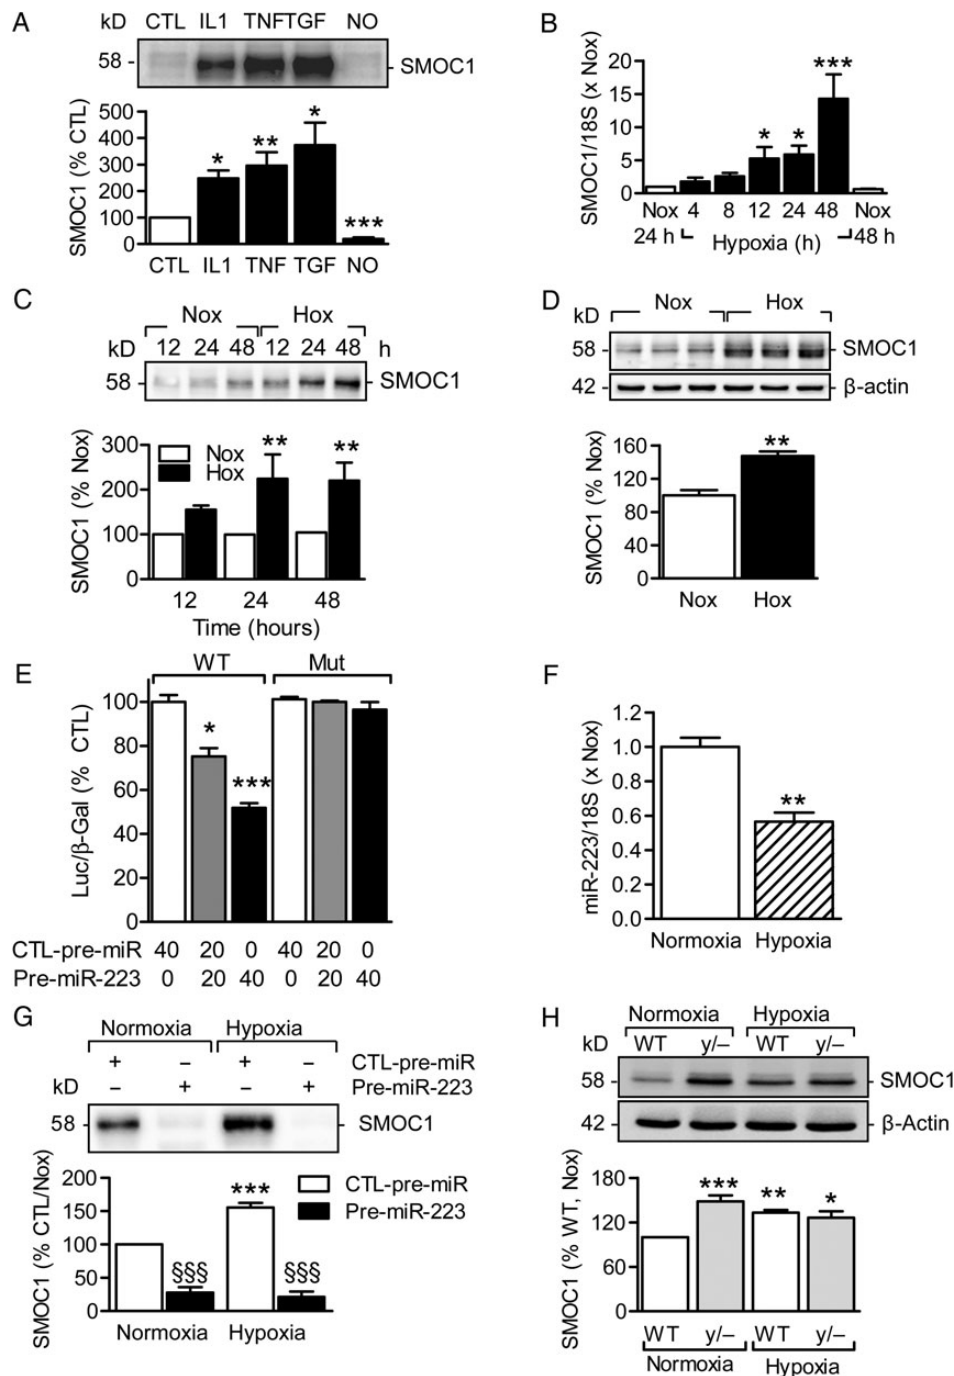 A
kD CTL IL1 TNFTGF NO
58 - SMOC1
SMOC1 (% CTL)
500
400
300
200
100
0
* ** * ***
CTL IL1 TNF TGF NO
B
SMOC1/18S (x Nox)
20
15
10
5
0
* * ***
Nox 4 8 12 24 48 Nox
24 h Hypoxia (h) 48 h
C
Nox Hox
kD 12 24 48 12 24 48 h
58 - SMOC1
SMOC1 (% Nox)
300
200
100
0
Nox
Hox
** **
12 24 48
Time (hours)
D
kD Nox Hox
58 - SMOC1
42 - β-actin
SMOC1 (% Nox)
160
120
80
40
0
**
Nox Hox
E
WT Mut
Luc/β-Gal (% CTL)
100
80
60
40
20
0
* ***
CTL-pre-miR 40 20 0 40 20 0
Pre-miR-223 0 20 40 0 20 40
F
miR-223/18S (x Nox)
1.2
1.0
0.8
0.6
0.4
0.2
0.0
**
Normoxia Hypoxia
G
Normoxia Hypoxia
+ – + – CTL-pre-miR
kD – + – + Pre-miR-223
58 - SMOC1
SMOC1 (% CTL/Nox)
200
150
100
50
0
CTL-pre-miR
Pre-miR-223
§§§ *** §§§
Normoxia Hypoxia
H
Normoxia Hypoxia
kD WT y/– WT y/–
58 - SMOC1
42 - β-Actin
SMOC1 (% WT, Nox)
180
120
60
0
*** ** *
WT y/– WT y/–
Normoxia Hypoxia